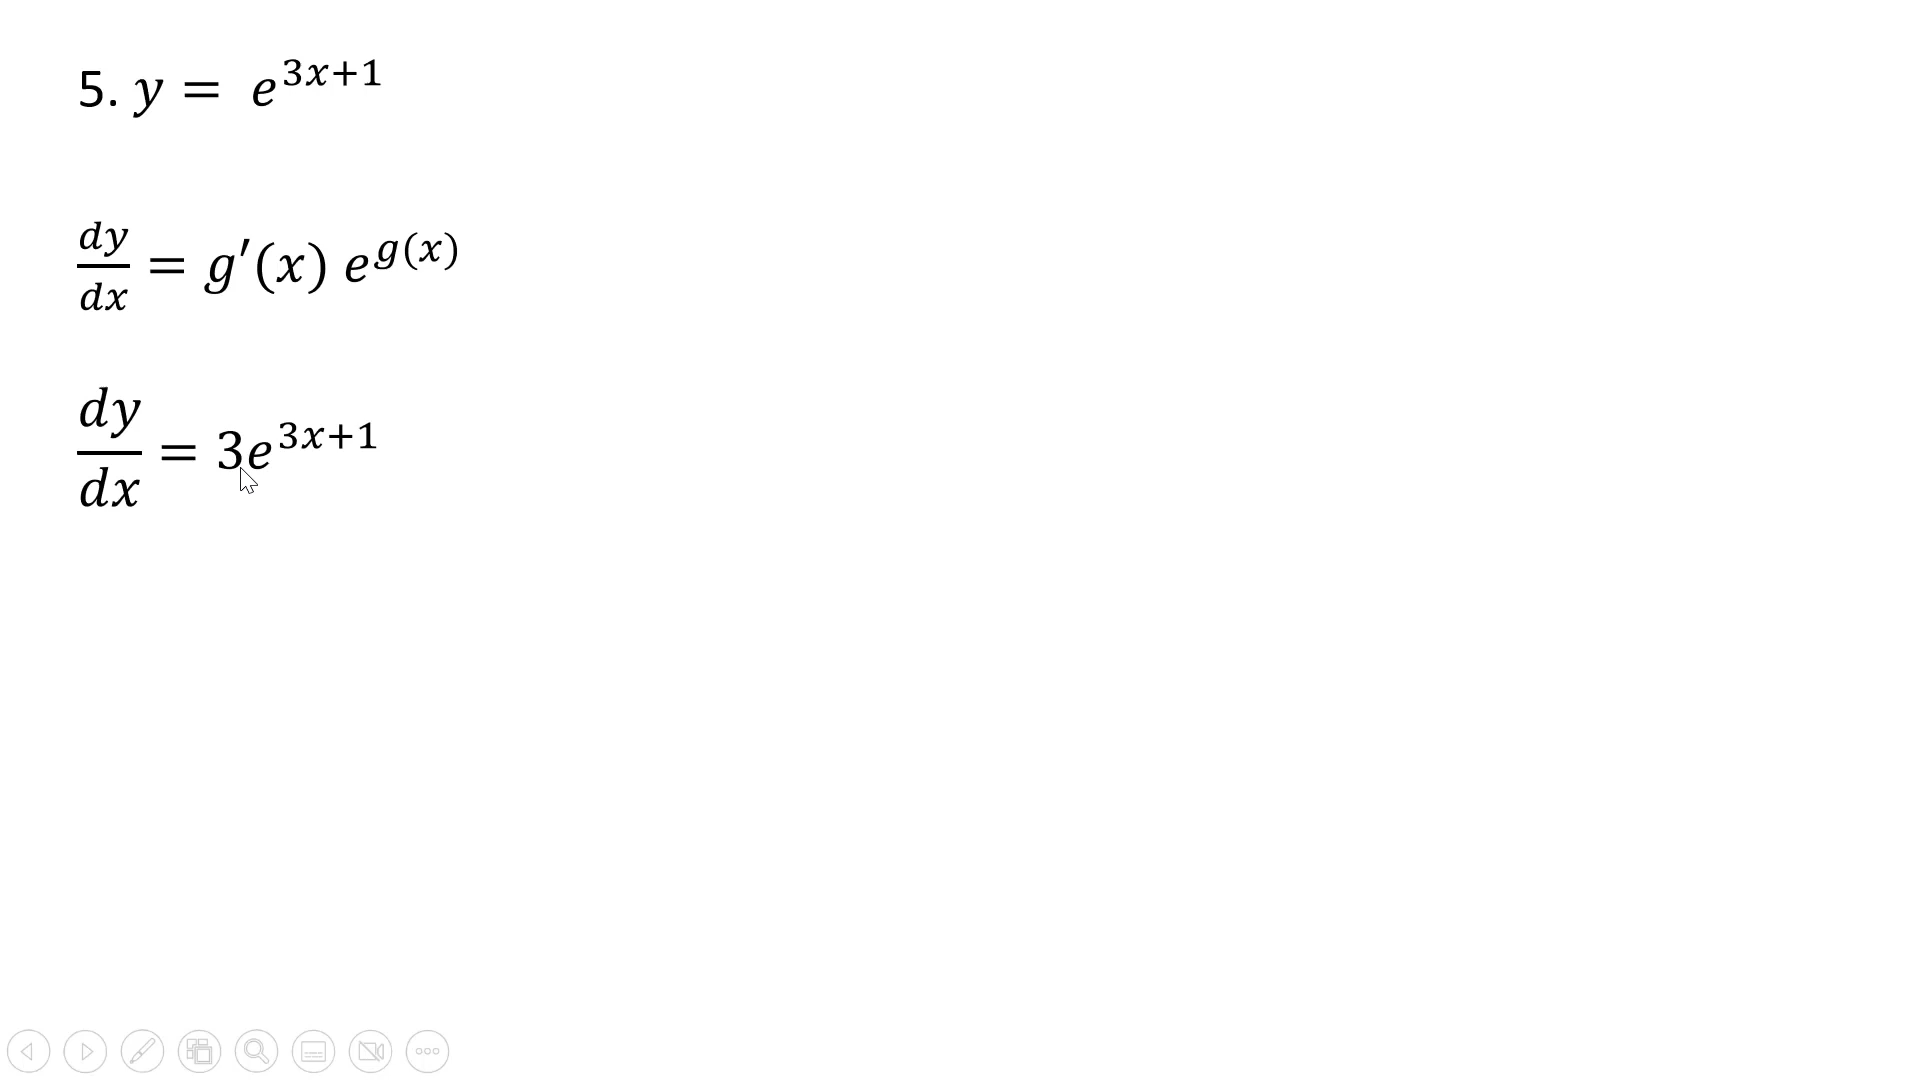 5. y = e^{3x+1}
dy/dx = g′(x) e^{g(x)}
dy/dx = 3e^{3x+1}